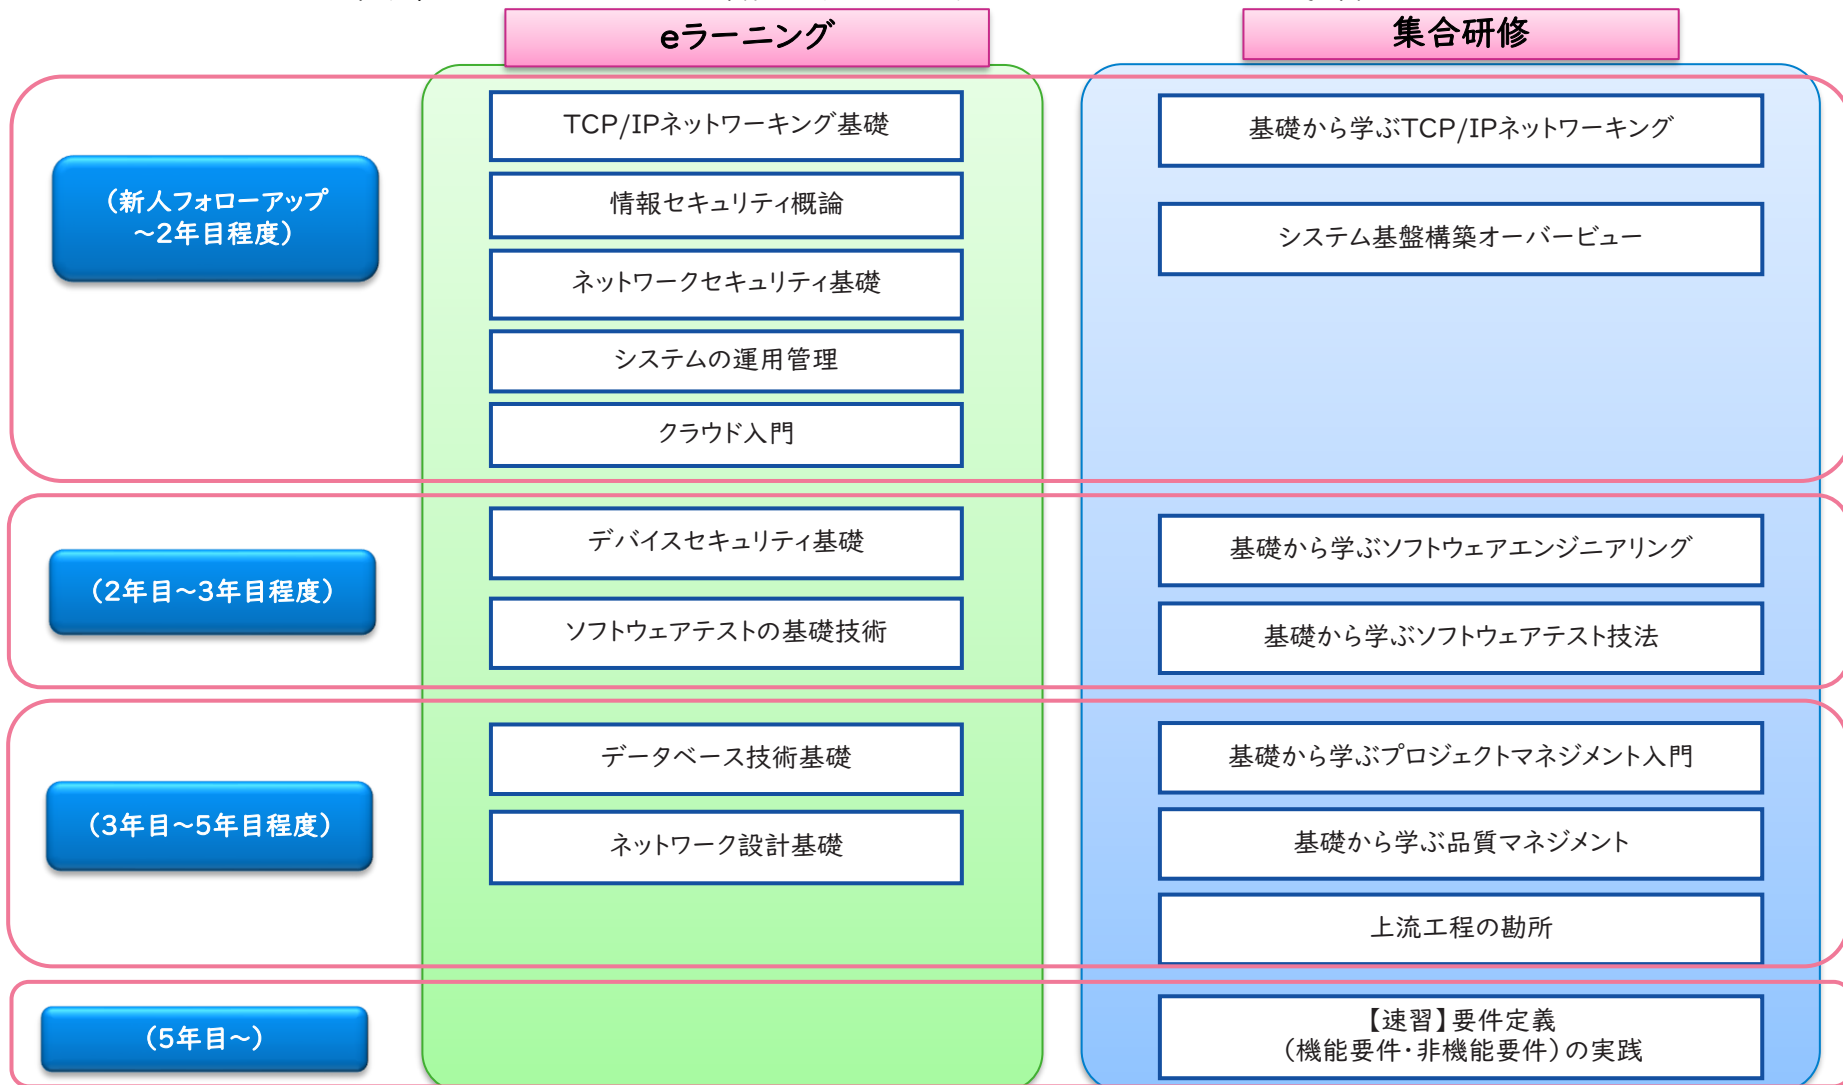 eラーニング
集合研修
(新人フォローアップ
～2年目程度)
TCP/IPネットワーキング基礎
情報セキュリティ概論
ネットワークセキュリティ基礎
システムの運用管理
クラウド入門
基礎から学ぶTCP/IPネットワーキング
システム基盤構築オーバービュー
(2年目～3年目程度)
デバイスセキュリティ基礎
ソフトウェアテストの基礎技術
基礎から学ぶソフトウェアエンジニアリング
基礎から学ぶソフトウェアテスト技法
(3年目～5年目程度)
データベース技術基礎
ネットワーク設計基礎
基礎から学ぶプロジェクトマネジメント入門
基礎から学ぶ品質マネジメント
上流工程の勘所
(5年目～)
【速習】要件定義
(機能要件・非機能要件)の実践